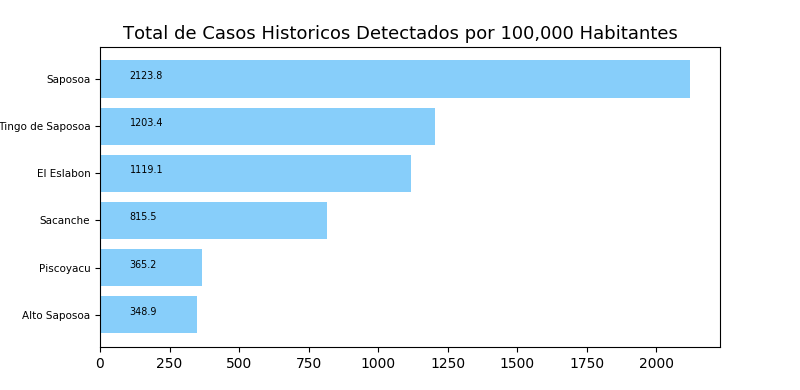 Total de Casos Historicos Detectados por 100,000 Habitantes
Saposoa 2123.8
Tingo de Saposoa 1203.4
El Eslabon 1119.1
Sacanche 815.5
Piscoyacu 365.2
Alto Saposoa 348.9
0 250 500 750 1000 1250 1500 1750 2000